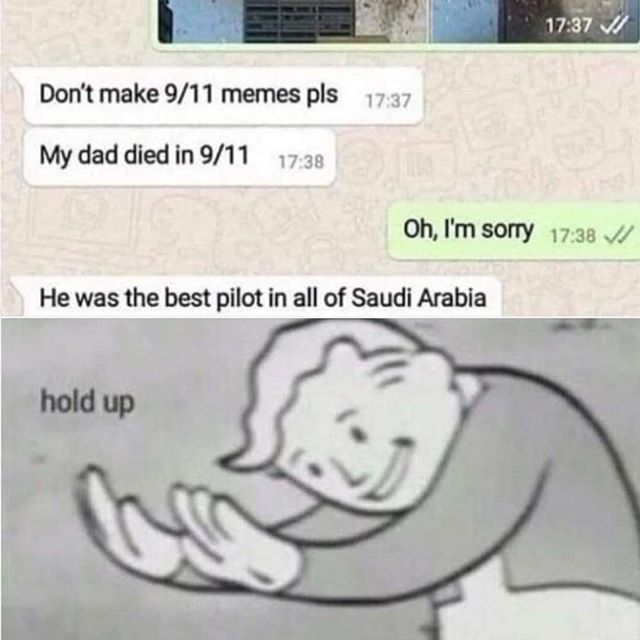 17:37
Don't make 9/11 memes pls 17:37
My dad died in 9/11 17:38
Oh, I'm sorry 17:38
He was the best pilot in all of Saudi Arabia
hold up